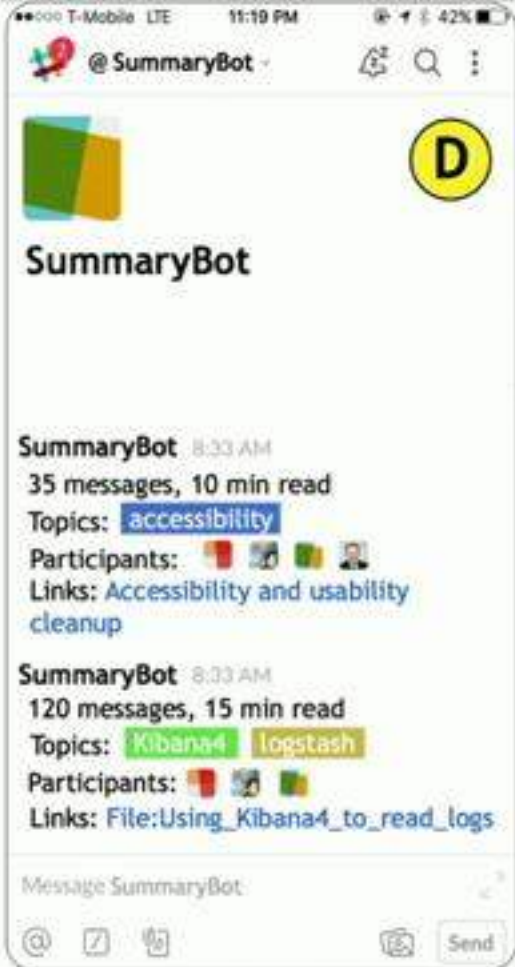 T-Mobile LTE 11:19 PM 42%
@SummaryBot
D
SummaryBot
SummaryBot 8:33 AM
35 messages, 10 min read
Topics: accessibility
Participants:
Links: Accessibility and usability
cleanup
SummaryBot 8:33 AM
120 messages, 15 min read
Topics: Kibana4 logstash
Participants:
Links: File:Using_Kibana4_to_read_logs
Message SummaryBot
@ Send